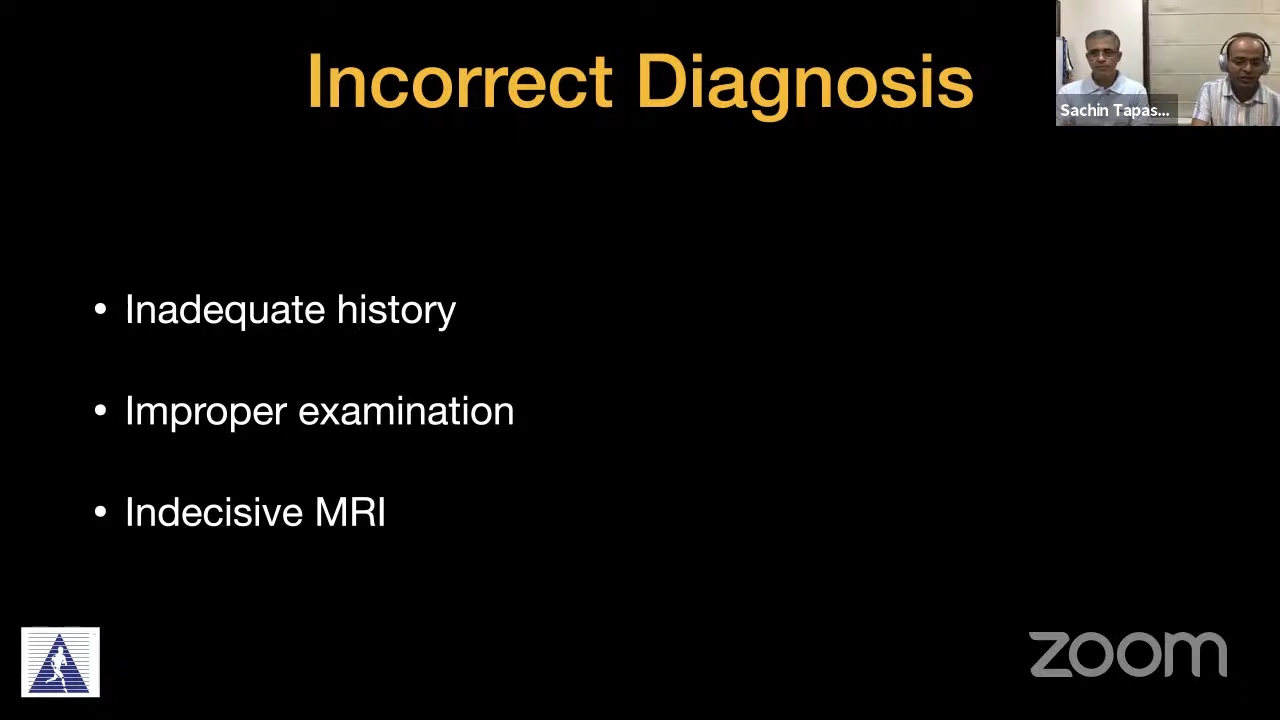 Incorrect Diagnosis
Sachin Tapas...
• Inadequate history
• Improper examination
• Indecisive MRI
zoom